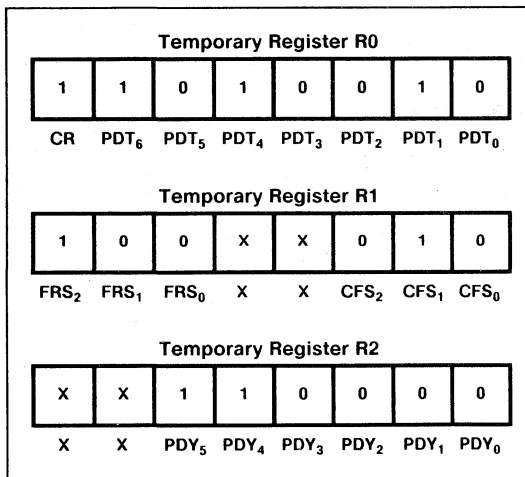 Temporary Register R0
1 1 0 1 0 0 1 0
CR PDT₆ PDT₅ PDT₄ PDT₃ PDT₂ PDT₁ PDT₀
Temporary Register R1
1 0 0 X X 0 1 0
FRS₂ FRS₁ FRS₀ X X CFS₂ CFS₁ CFS₀
Temporary Register R2
X X 1 1 0 0 0 0
X X PDY₅ PDY₄ PDY₃ PDY₂ PDY₁ PDY₀